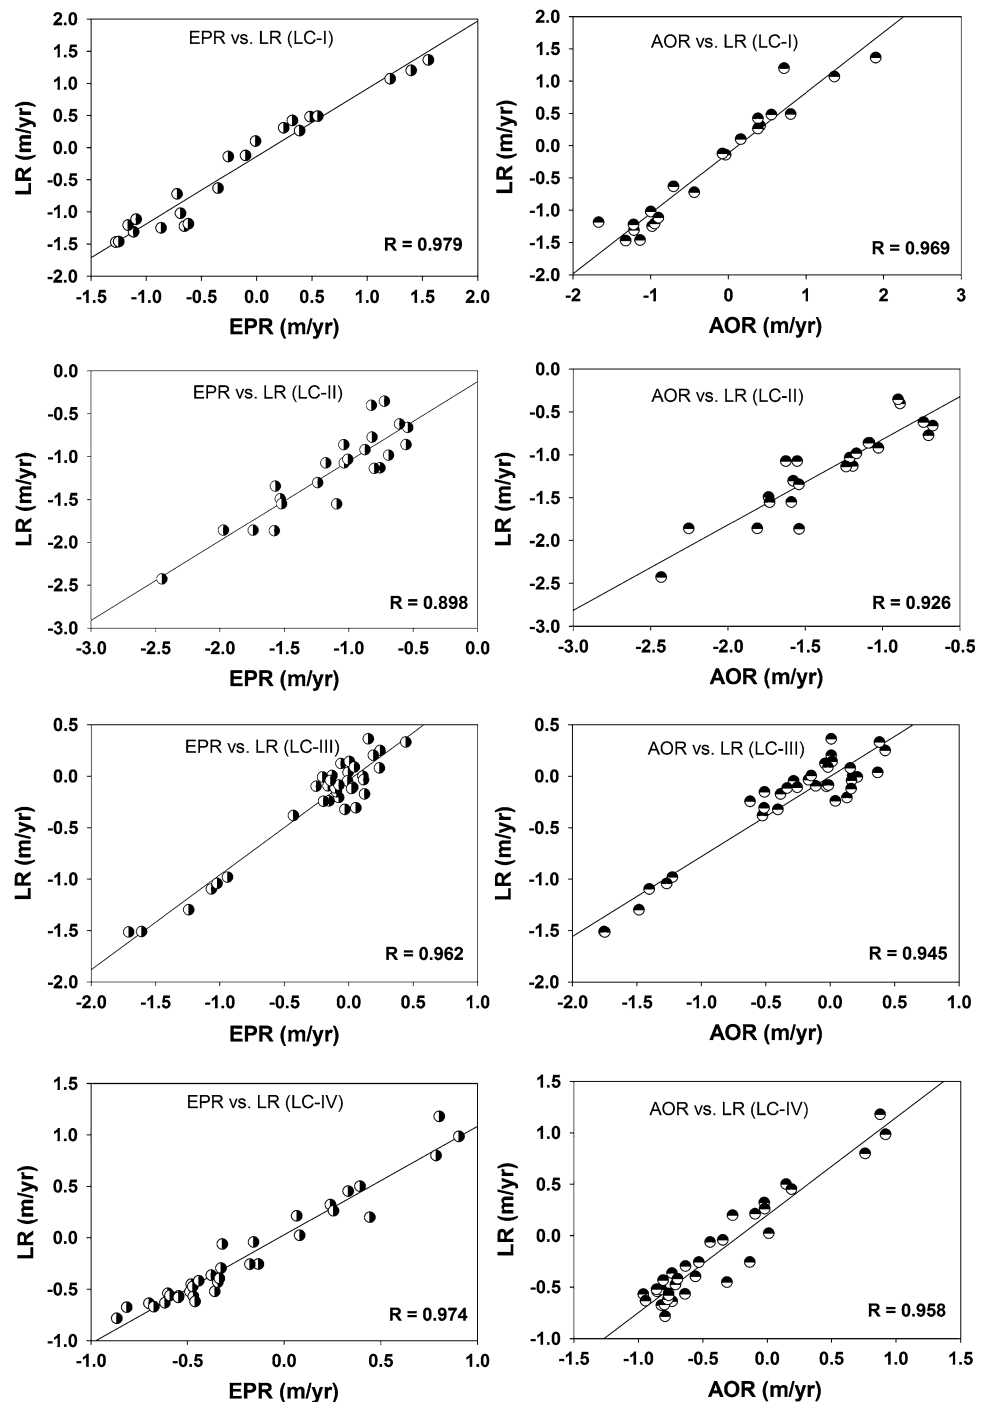 EPR vs. LR (LC-I)
LR (m/yr)
2.0
1.5
1.0
0.5
0.0
-0.5
-1.0
-1.5
-2.0
R = 0.979
-1.5 -1.0 -0.5 0.0 0.5 1.0 1.5 2.0
EPR (m/yr)
AOR vs. LR (LC-I)
LR (m/yr)
2.0
1.5
1.0
0.5
0.0
-0.5
-1.0
-1.5
-2.0
R = 0.969
-2 -1 0 1 2 3
AOR (m/yr)
EPR vs. LR (LC-II)
LR (m/yr)
0.0
-0.5
-1.0
-1.5
-2.0
-2.5
-3.0
R = 0.898
-3.0 -2.5 -2.0 -1.5 -1.0 -0.5 0.0
EPR (m/yr)
AOR vs. LR (LC-II)
LR (m/yr)
0.0
-0.5
-1.0
-1.5
-2.0
-2.5
-3.0
R = 0.926
-3.0 -2.5 -2.0 -1.5 -1.0 -0.5
AOR (m/yr)
EPR vs. LR (LC-III)
LR (m/yr)
0.5
0.0
-0.5
-1.0
-1.5
-2.0
R = 0.962
-2.0 -1.5 -1.0 -0.5 0.0 0.5 1.0
EPR (m/yr)
AOR vs. LR (LC-III)
LR (m/yr)
0.5
0.0
-0.5
-1.0
-1.5
-2.0
R = 0.945
-2.0 -1.5 -1.0 -0.5 0.0 0.5 1.0
AOR (m/yr)
EPR vs. LR (LC-IV)
LR (m/yr)
1.5
1.0
0.5
0.0
-0.5
-1.0
R = 0.974
-1.0 -0.5 0.0 0.5 1.0
EPR (m/yr)
AOR vs. LR (LC-IV)
LR (m/yr)
1.5
1.0
0.5
0.0
-0.5
-1.0
R = 0.958
-1.5 -1.0 -0.5 0.0 0.5 1.0 1.5
AOR (m/yr)